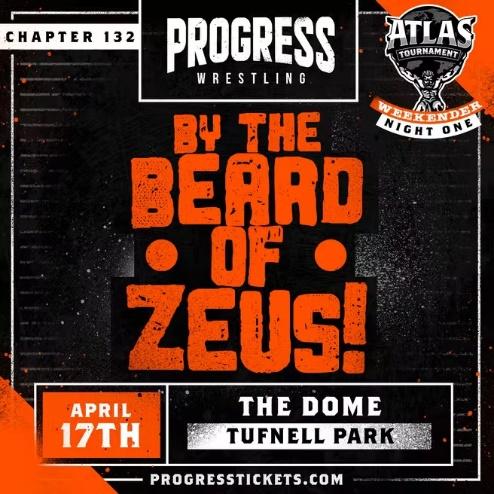 CHAPTER 132
PROGRESS
WRESTLING
ATLAS
TOURNAMENT
WEEKENDER
NIGHT ONE
BY THE
BEARD
OF
ZEUS!
APRIL
17TH
THE DOME
TUFNELL PARK
PROGRESSTICKETS.COM